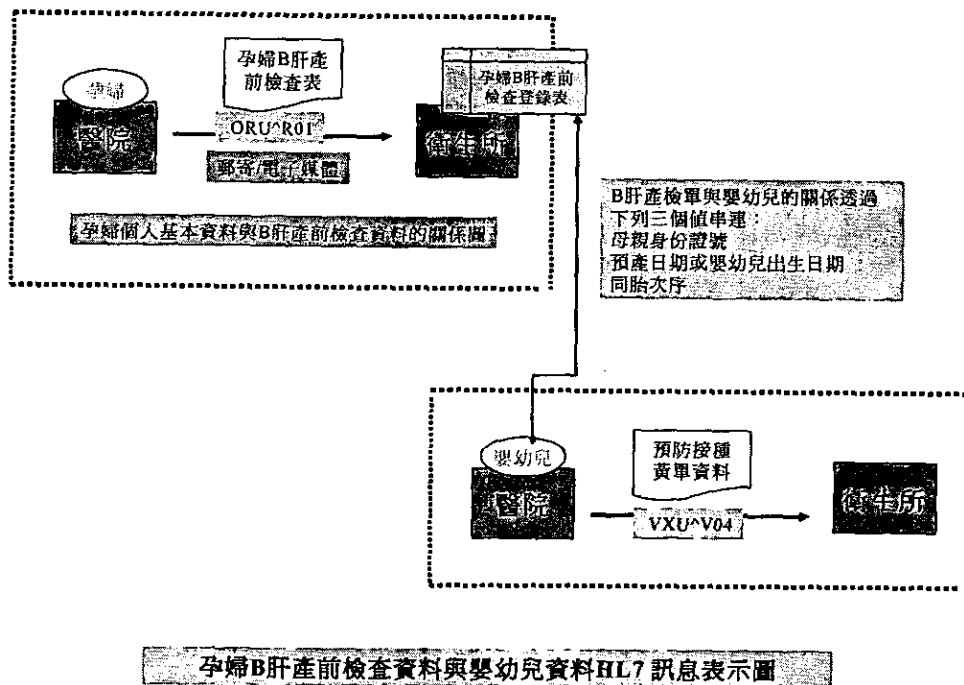 孕婦B肝產
前檢查表
孕婦B肝產前
檢查登錄表
孕婦
醫院
ORU^R01
衛生所
郵寄/電子媒體
孕婦個人基本資料與B肝產前檢查資料的關係圖
B肝產檢單與嬰幼兒的關係透過
下列三個值串連：
母親身份證號
預產日期或嬰幼兒出生日期
同胎次序
嬰幼兒
醫院
預防接種
黃單資料
VXU^V04
衛生所
孕婦B肝產前檢查資料與嬰幼兒資料HL7 訊息表示圖